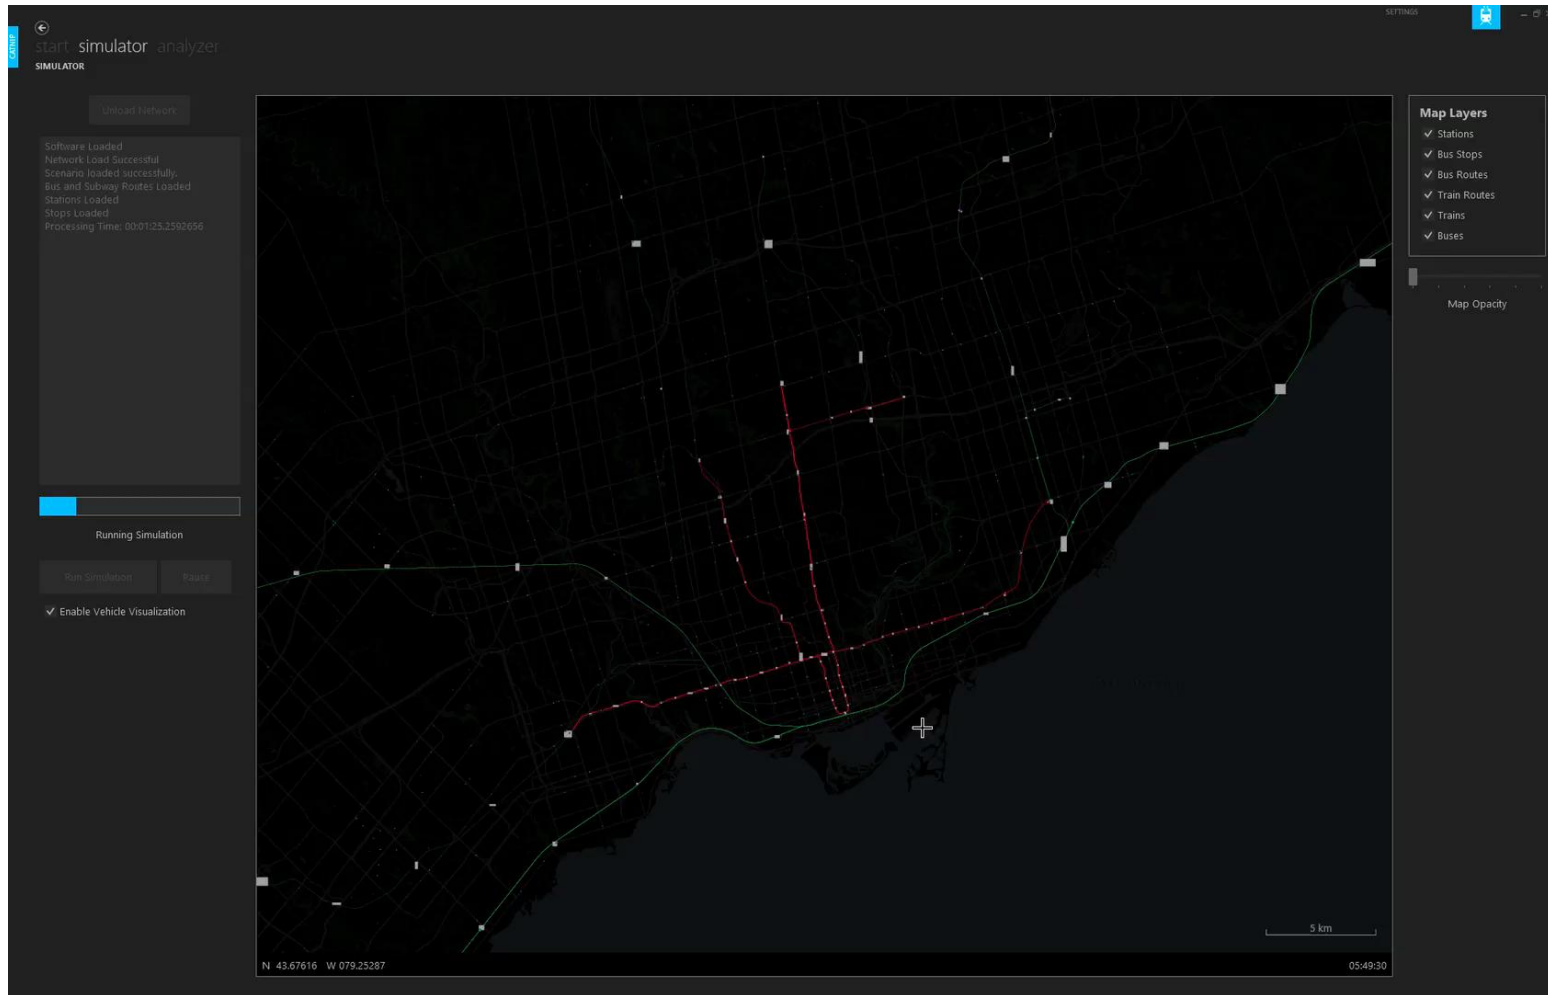 SETTINGS
CATNIP
start simulator analyzer
SIMULATOR
Unload Network
Software Loaded
Network Load Successful
Scenario loaded successfully.
Bus and Subway Routes Loaded
Stations Loaded
Stops Loaded
Processing Time: 00:01:25.2592656
Running Simulation
Run Simulation
Pause
Enable Vehicle Visualization
Map Layers
Stations
Bus Stops
Bus Routes
Train Routes
Trains
Buses
Map Opacity
5 km
N 43.67616 W 079.25287
05:49:30